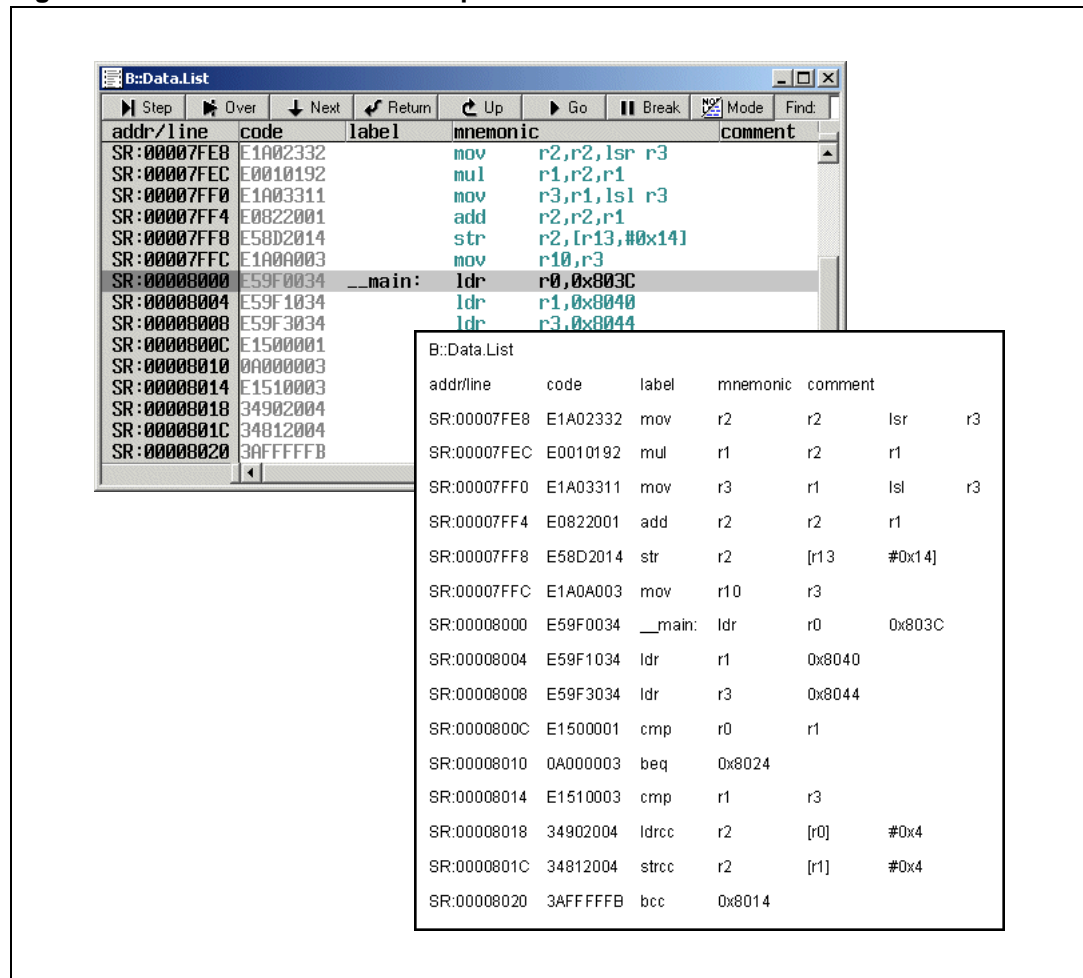 B::Data.List
Step Over Next Return Up Go Break Mode Find:
addr/line code label mnemonic comment
SR:00007FE8 E1A02332 mov r2,r2,lsr r3
SR:00007FEC E0010192 mul r1,r2,r1
SR:00007FF0 E1A03311 mov r3,r1,lsl r3
SR:00007FF4 E0822001 add r2,r2,r1
SR:00007FF8 E58D2014 str r2,[r13,#0x14]
SR:00007FFC E1A0A003 mov r10,r3
SR:00008000 E59F0034 __main: ldr r0,0x803C
SR:00008004 E59F1034 ldr r1,0x8040
SR:00008008 E59F3034 ldr r3,0x8044
SR:0000800C E1500001
SR:00008010 0A000003
SR:00008014 E1510003
SR:00008018 34902004
SR:0000801C 34812004
SR:00008020 3AFFFFFB
B::Data.List
addr/line code label mnemonic comment
SR:00007FE8 E1A02332 mov r2 r2 lsr r3
SR:00007FEC E0010192 mul r1 r2 r1
SR:00007FF0 E1A03311 mov r3 r1 lsl r3
SR:00007FF4 E0822001 add r2 r2 r1
SR:00007FF8 E58D2014 str r2 [r13 #0x14]
SR:00007FFC E1A0A003 mov r10 r3
SR:00008000 E59F0034 __main: ldr r0 0x803C
SR:00008004 E59F1034 ldr r1 0x8040
SR:00008008 E59F3034 ldr r3 0x8044
SR:0000800C E1500001 cmp r0 r1
SR:00008010 0A000003 beq 0x8024
SR:00008014 E1510003 cmp r1 r3
SR:00008018 34902004 ldrcc r2 [r0] #0x4
SR:0000801C 34812004 strcc r2 [r1] #0x4
SR:00008020 3AFFFFFB bcc 0x8014